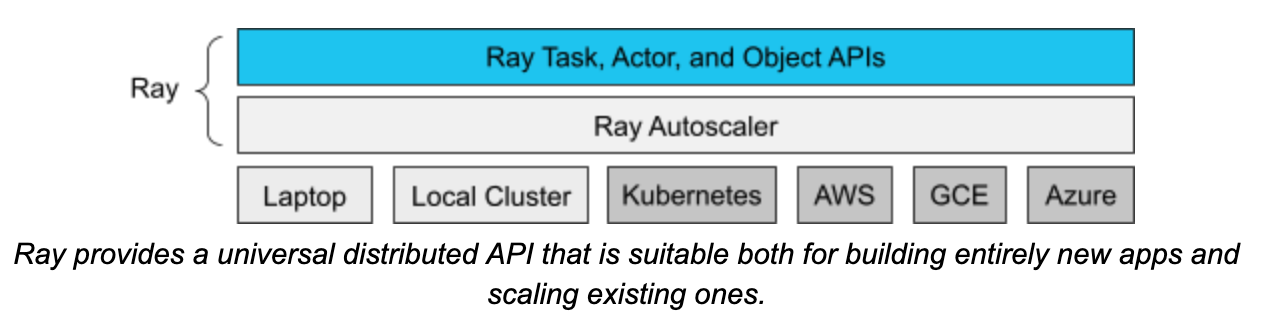 Ray Task, Actor, and Object APIs
Ray
Ray Autoscaler
Laptop
Local Cluster
Kubernetes
AWS
GCE
Azure
Ray provides a universal distributed API that is suitable both for building entirely new apps and
scaling existing ones.